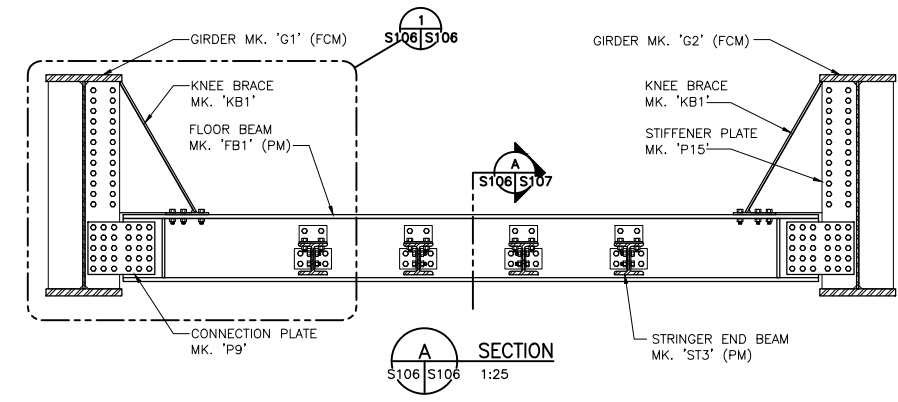 1
S106 S106
GIRDER MK. 'G1' (FCM)
GIRDER MK. 'G2' (FCM)
KNEE BRACE
MK. 'KB1'
KNEE BRACE
MK. 'KB1'
FLOOR BEAM
MK. 'FB1' (PM)
STIFFENER PLATE
MK. 'P15'
A
S106 S107
CONNECTION PLATE
MK. 'P9'
STRINGER END BEAM
MK. 'ST3' (PM)
A
S106 S106
SECTION
1:25